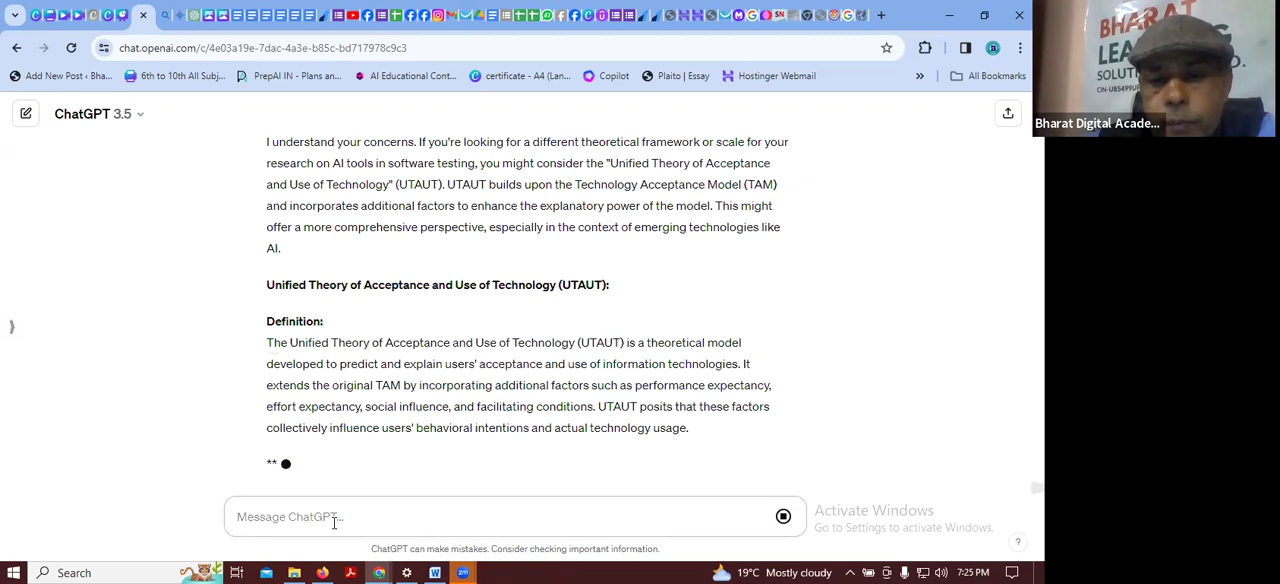 chat.openai.com/c/4e03a19e-7dac-4a3e-b85c-bd717978c9c3
Add New Post ‹ Bha...
6th to 10th All Subj...
PrepAI IN - Plans an...
AI Educational Cont...
certificate - A4 (Lan...
Copilot
Plaito | Essay
Hostinger Webmail
»
All Bookmarks
ChatGPT 3.5
I understand your concerns. If you're looking for a different theoretical framework or scale for your
research on AI tools in software testing, you might consider the "Unified Theory of Acceptance
and Use of Technology" (UTAUT). UTAUT builds upon the Technology Acceptance Model (TAM)
and incorporates additional factors to enhance the explanatory power of the model. This might
offer a more comprehensive perspective, especially in the context of emerging technologies like
AI.
Unified Theory of Acceptance and Use of Technology (UTAUT):
Definition:
The Unified Theory of Acceptance and Use of Technology (UTAUT) is a theoretical model
developed to predict and explain users' acceptance and use of information technologies. It
extends the original TAM by incorporating additional factors such as performance expectancy,
effort expectancy, social influence, and facilitating conditions. UTAUT posits that these factors
collectively influence users' behavioral intentions and actual technology usage.
**
Message ChatGPT...
ChatGPT can make mistakes. Consider checking important information.
?
Activate Windows
Go to Settings to activate Windows.
BHARAT
Bharat Digital Acade...
Search
19°C Mostly cloudy
7:25 PM